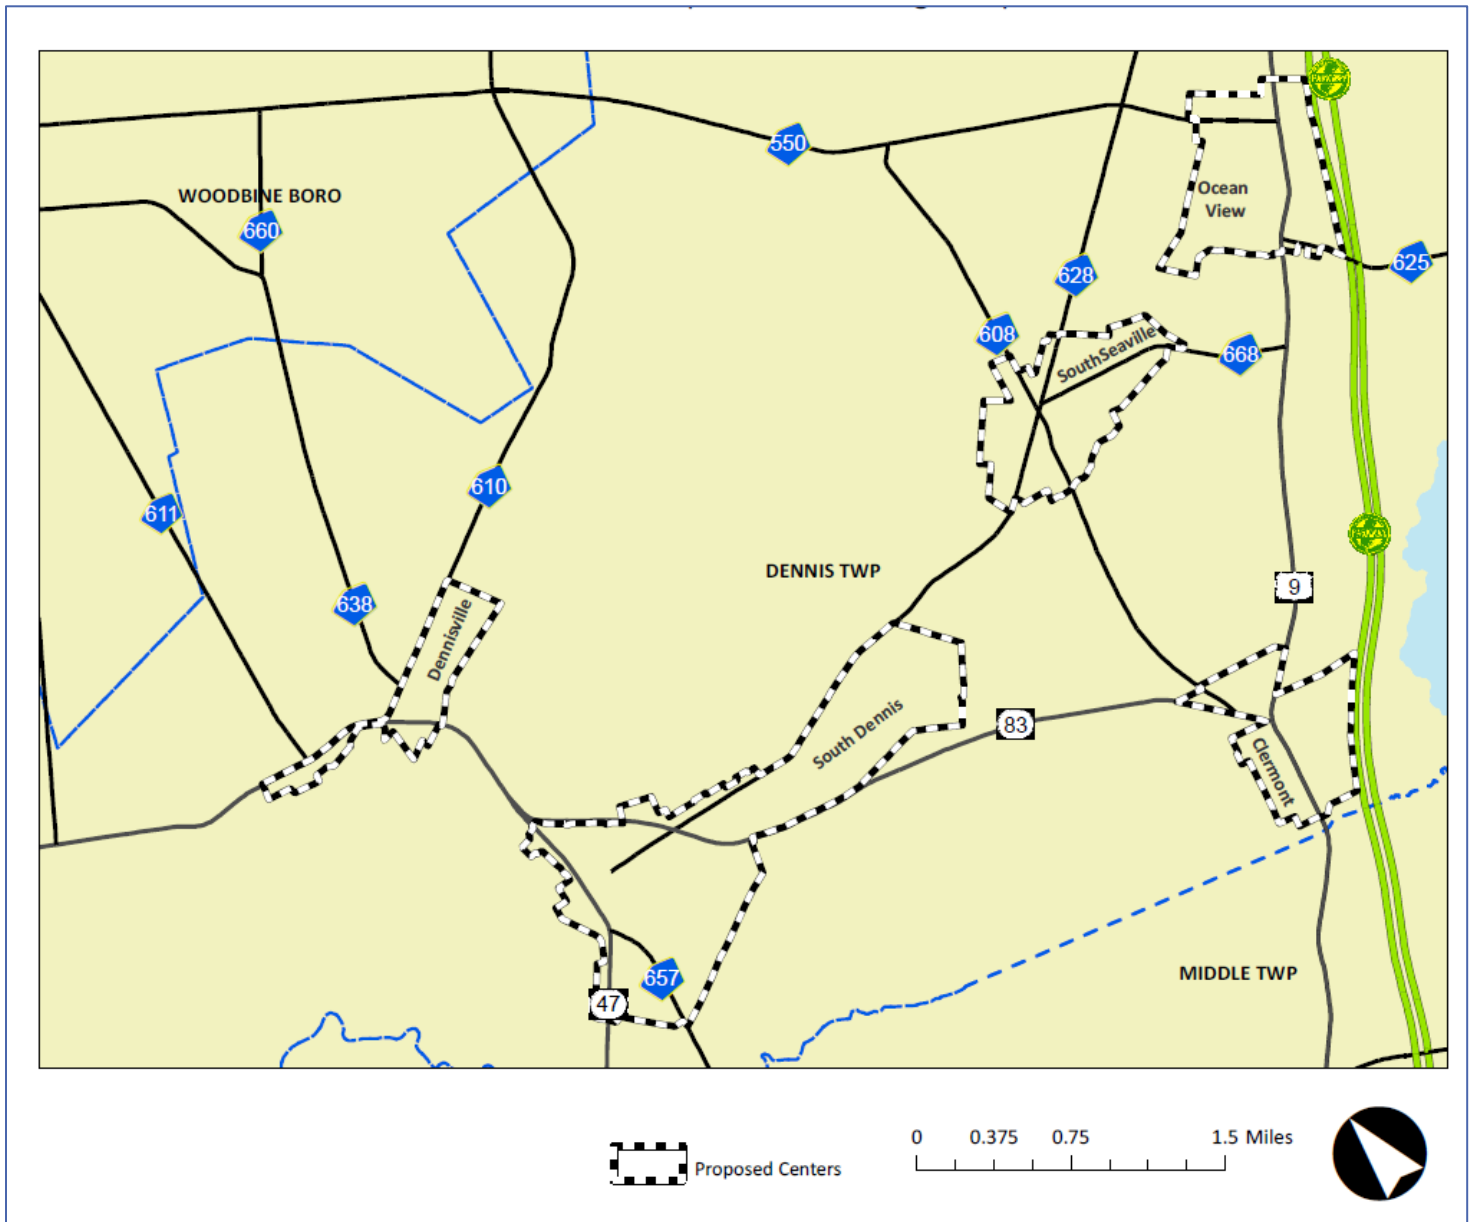 550
WOODBINE BORO
660
Ocean
View
625
628
608
SouthSeaville
668
610
611
DENNIS TWP
9
638
Dennisville
South Dennis
83
Clermont
MIDDLE TWP
657
47
0 0.375 0.75 1.5 Miles
Proposed Centers